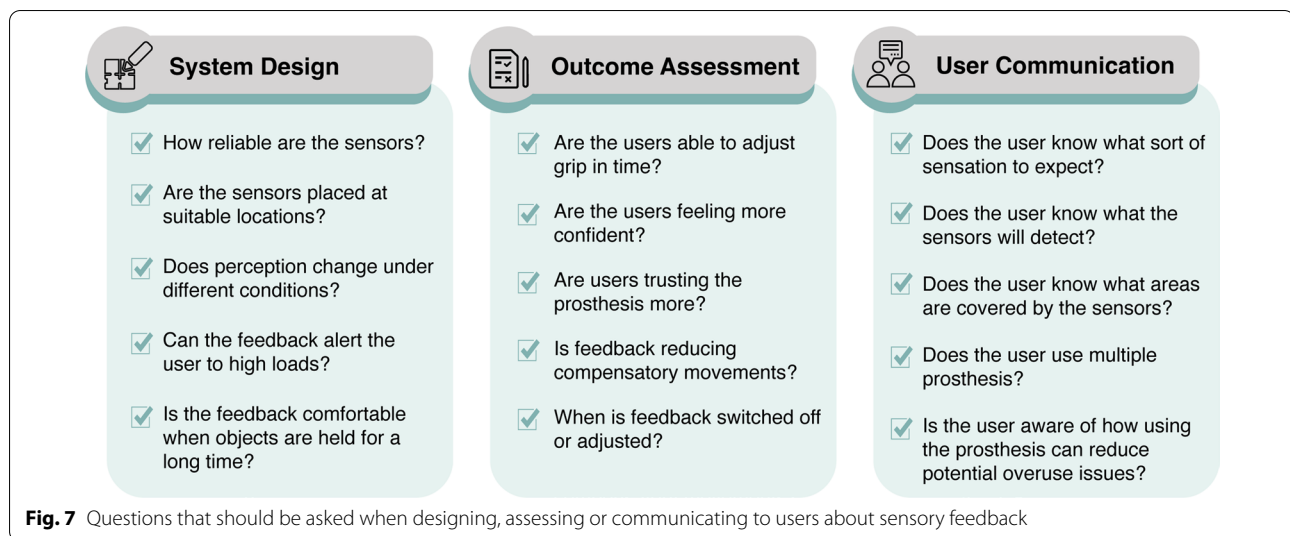 System Design
How reliable are the sensors?
Are the sensors placed at
suitable locations?
Does perception change under
different conditions?
Can the feedback alert the
user to high loads?
Is the feedback comfortable
when objects are held for a
long time?
Outcome Assessment
Are the users able to adjust
grip in time?
Are the users feeling more
confident?
Are users trusting the
prosthesis more?
Is feedback reducing
compensatory movements?
When is feedback switched off
or adjusted?
User Communication
Does the user know what sort of
sensation to expect?
Does the user know what the
sensors will detect?
Does the user know what areas
are covered by the sensors?
Does the user use multiple
prosthesis?
Is the user aware of how using
the prosthesis can reduce
potential overuse issues?
Fig. 7 Questions that should be asked when designing, assessing or communicating to users about sensory feedback